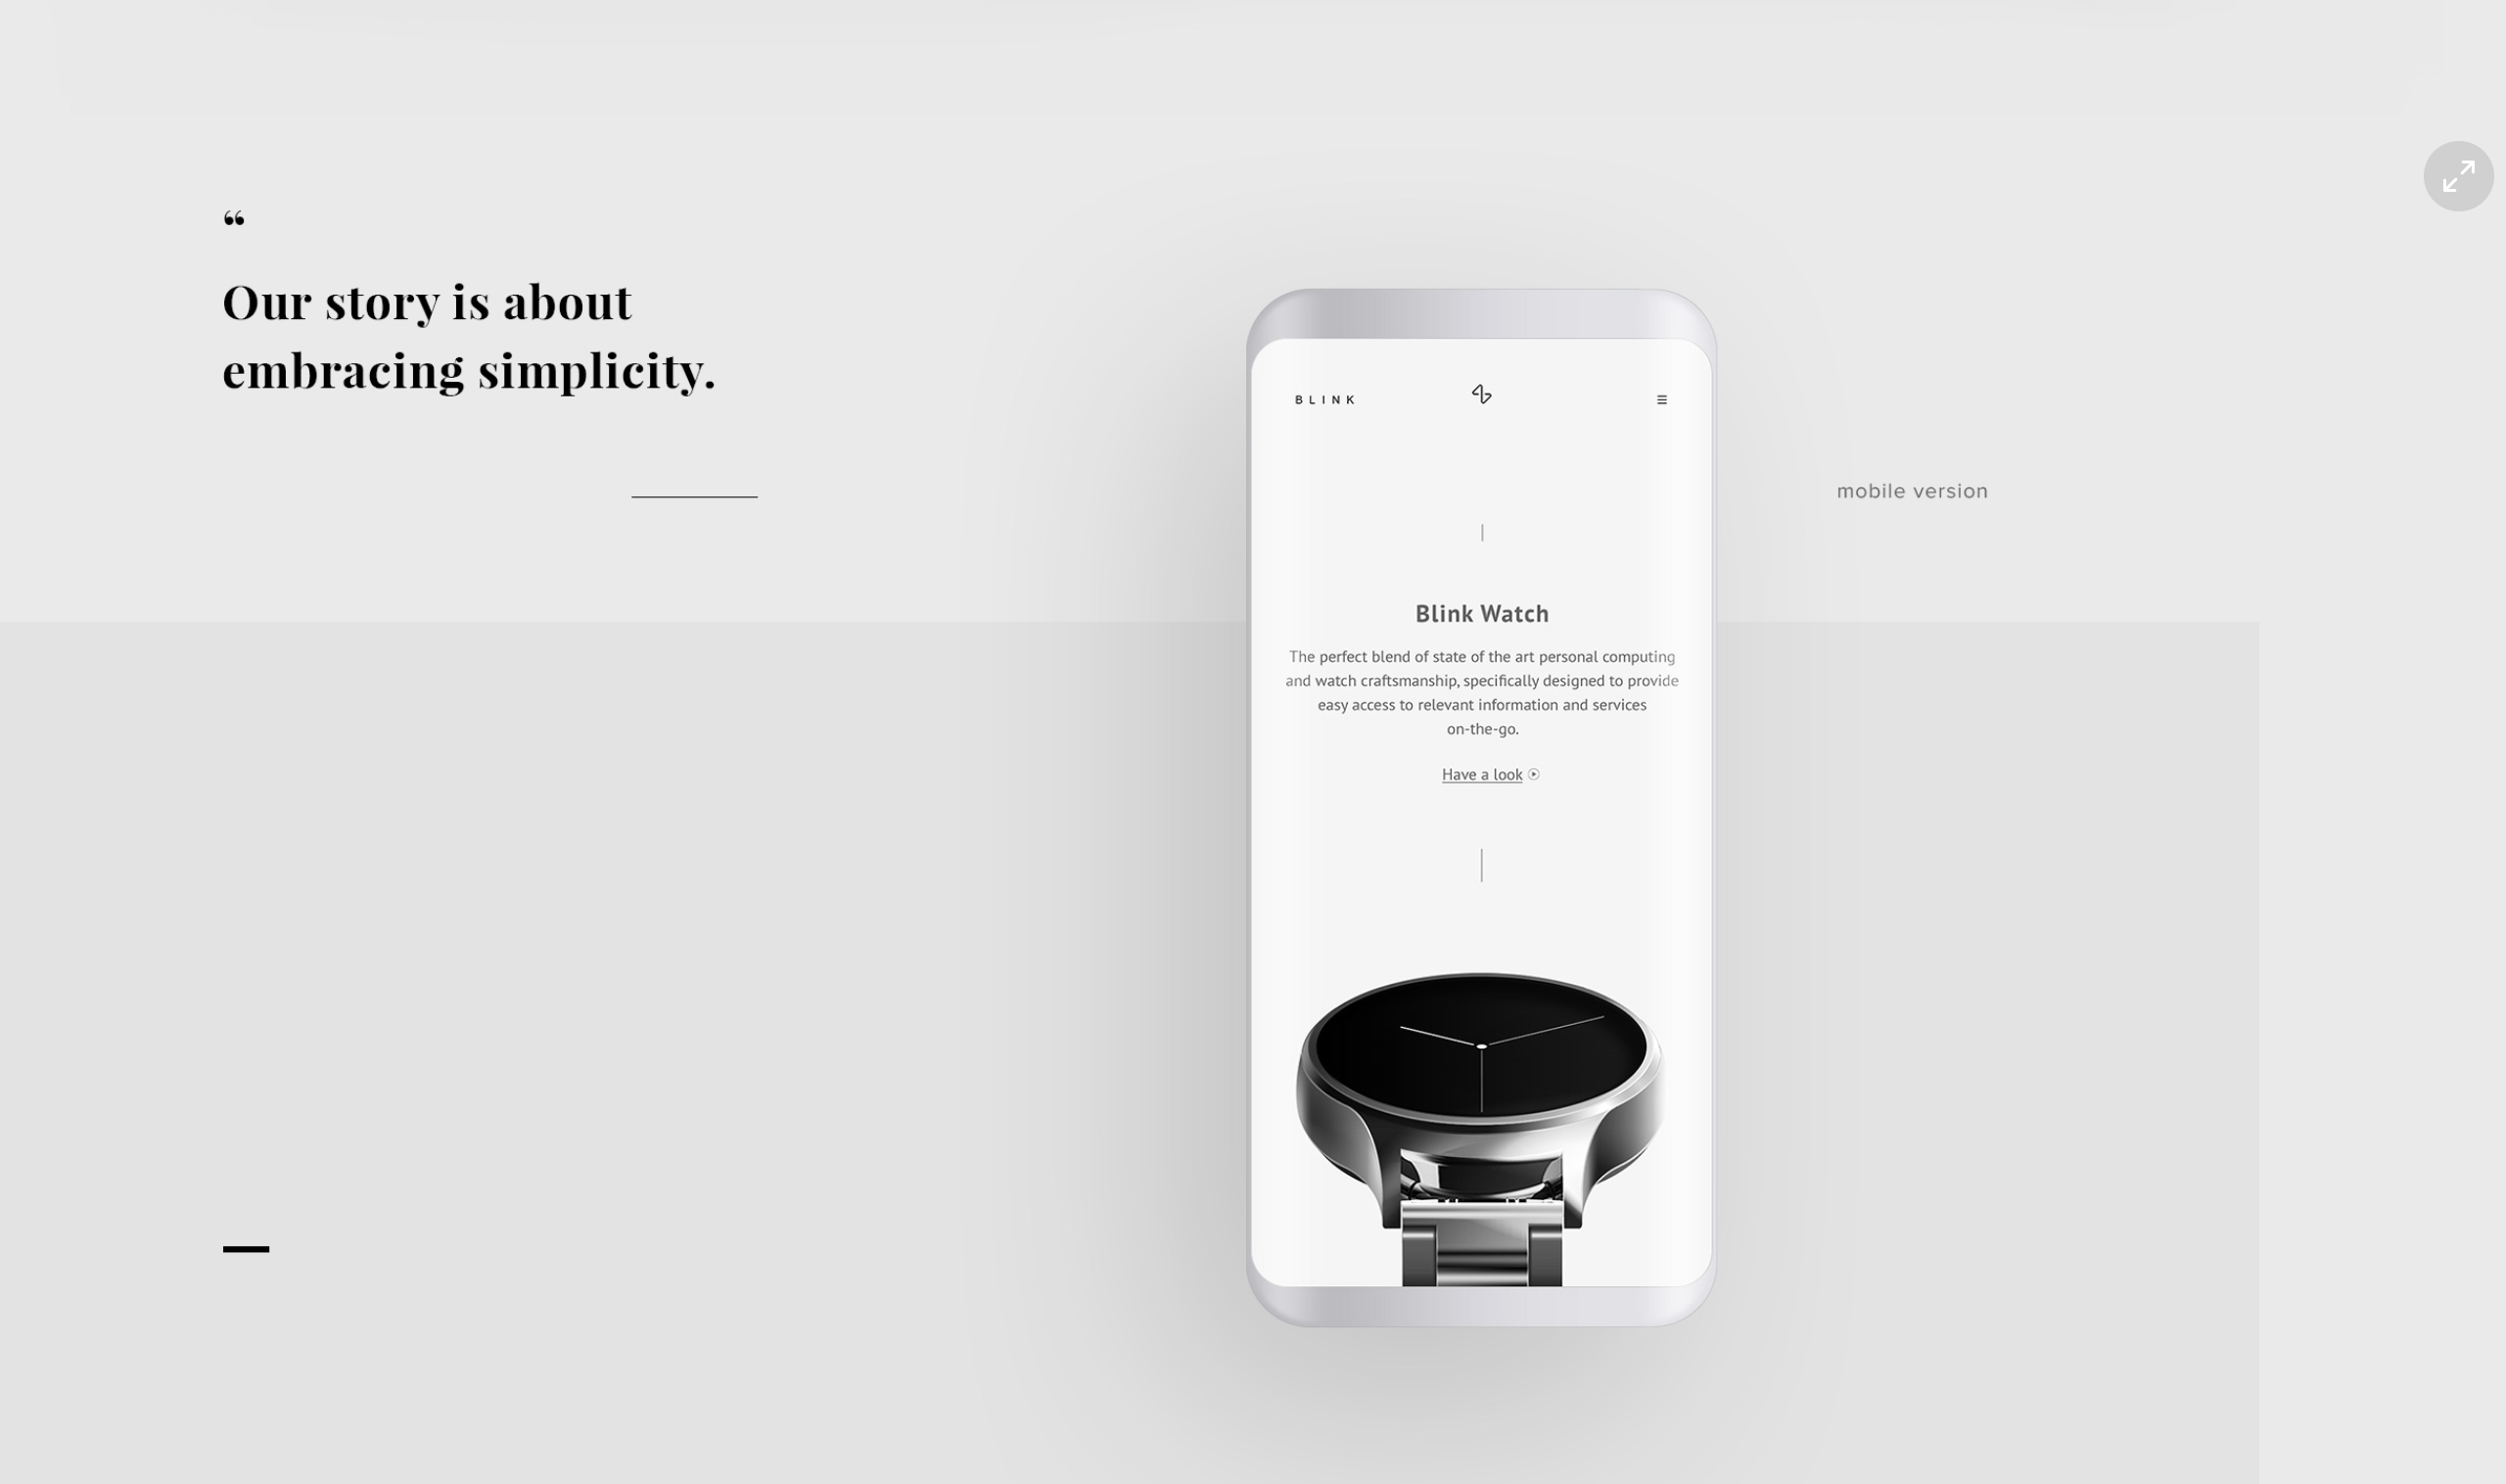 “
Our story is about
embracing simplicity.
BLINK
mobile version
Blink Watch
The perfect blend of state of the art personal computing
and watch craftsmanship, specifically designed to provide
easy access to relevant information and services
on-the-go.
Have a look